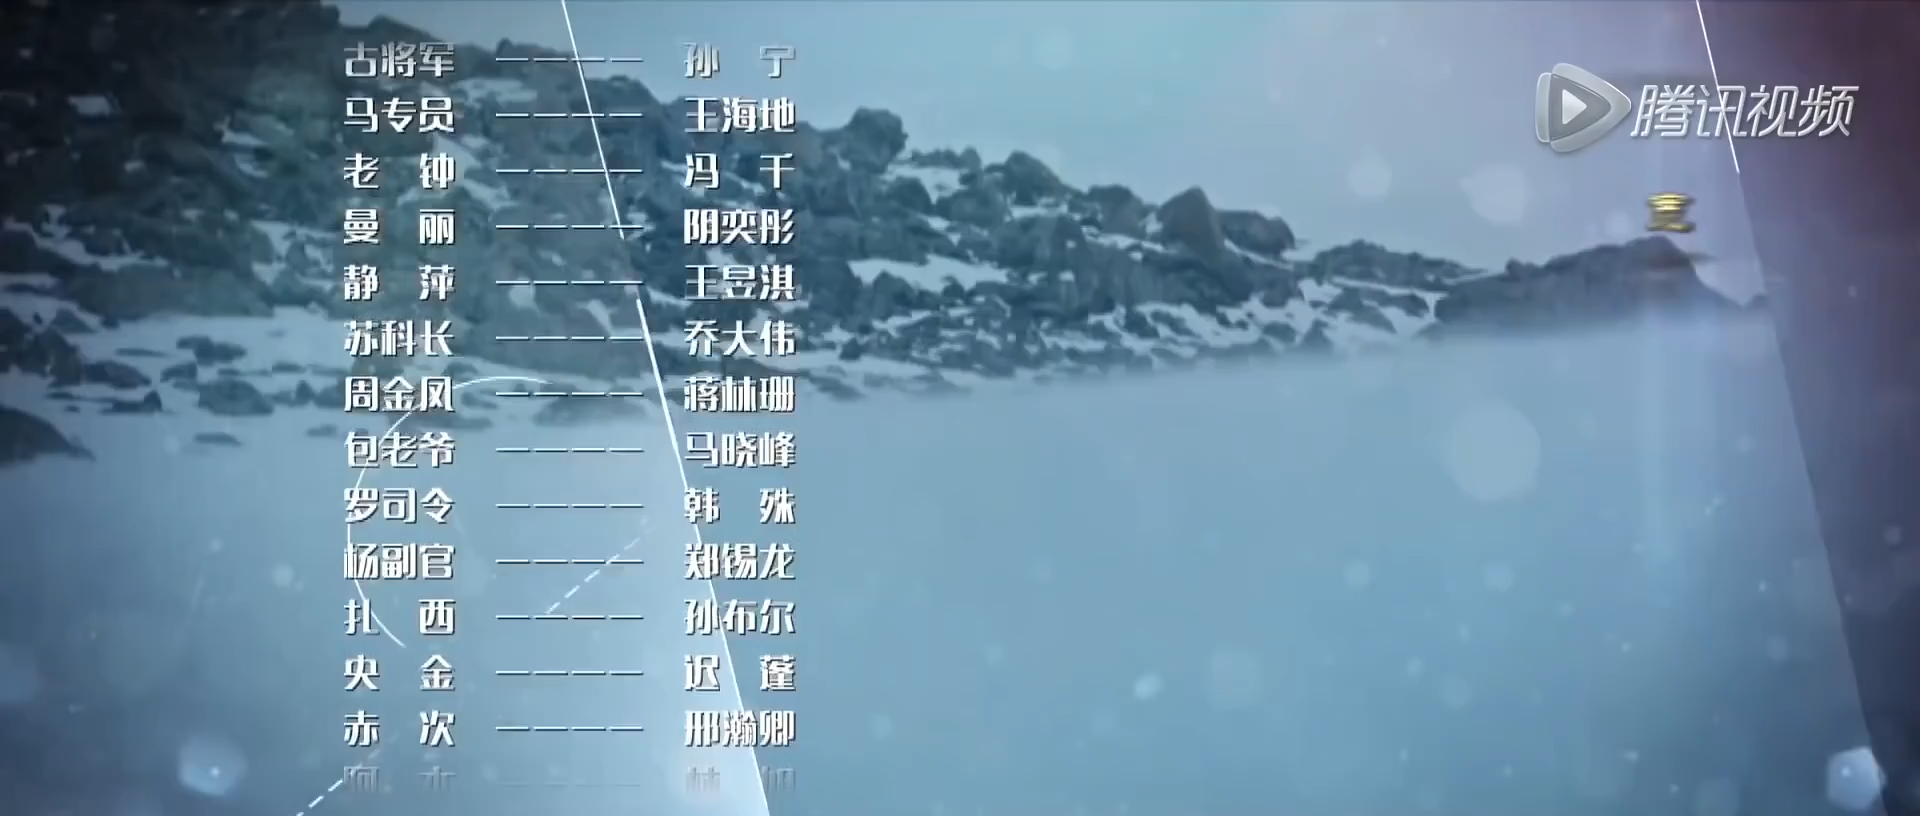 古将军 ———— 孙 宁
马专员 ———— 王海地
老 钟 ———— 冯 千
曼 丽 ———— 阴奕彤
静 萍 ———— 王昱淇
苏科长 ———— 乔大伟
周金凤 ———— 蒋林珊
包老爷 ———— 马晓峰
罗司令 ———— 韩 殊
杨副官 ———— 郑锡龙
扎 西 ———— 孙布尔
央 金 ———— 迟 蓬
赤 次 ———— 邢瀚卿
腾讯视频